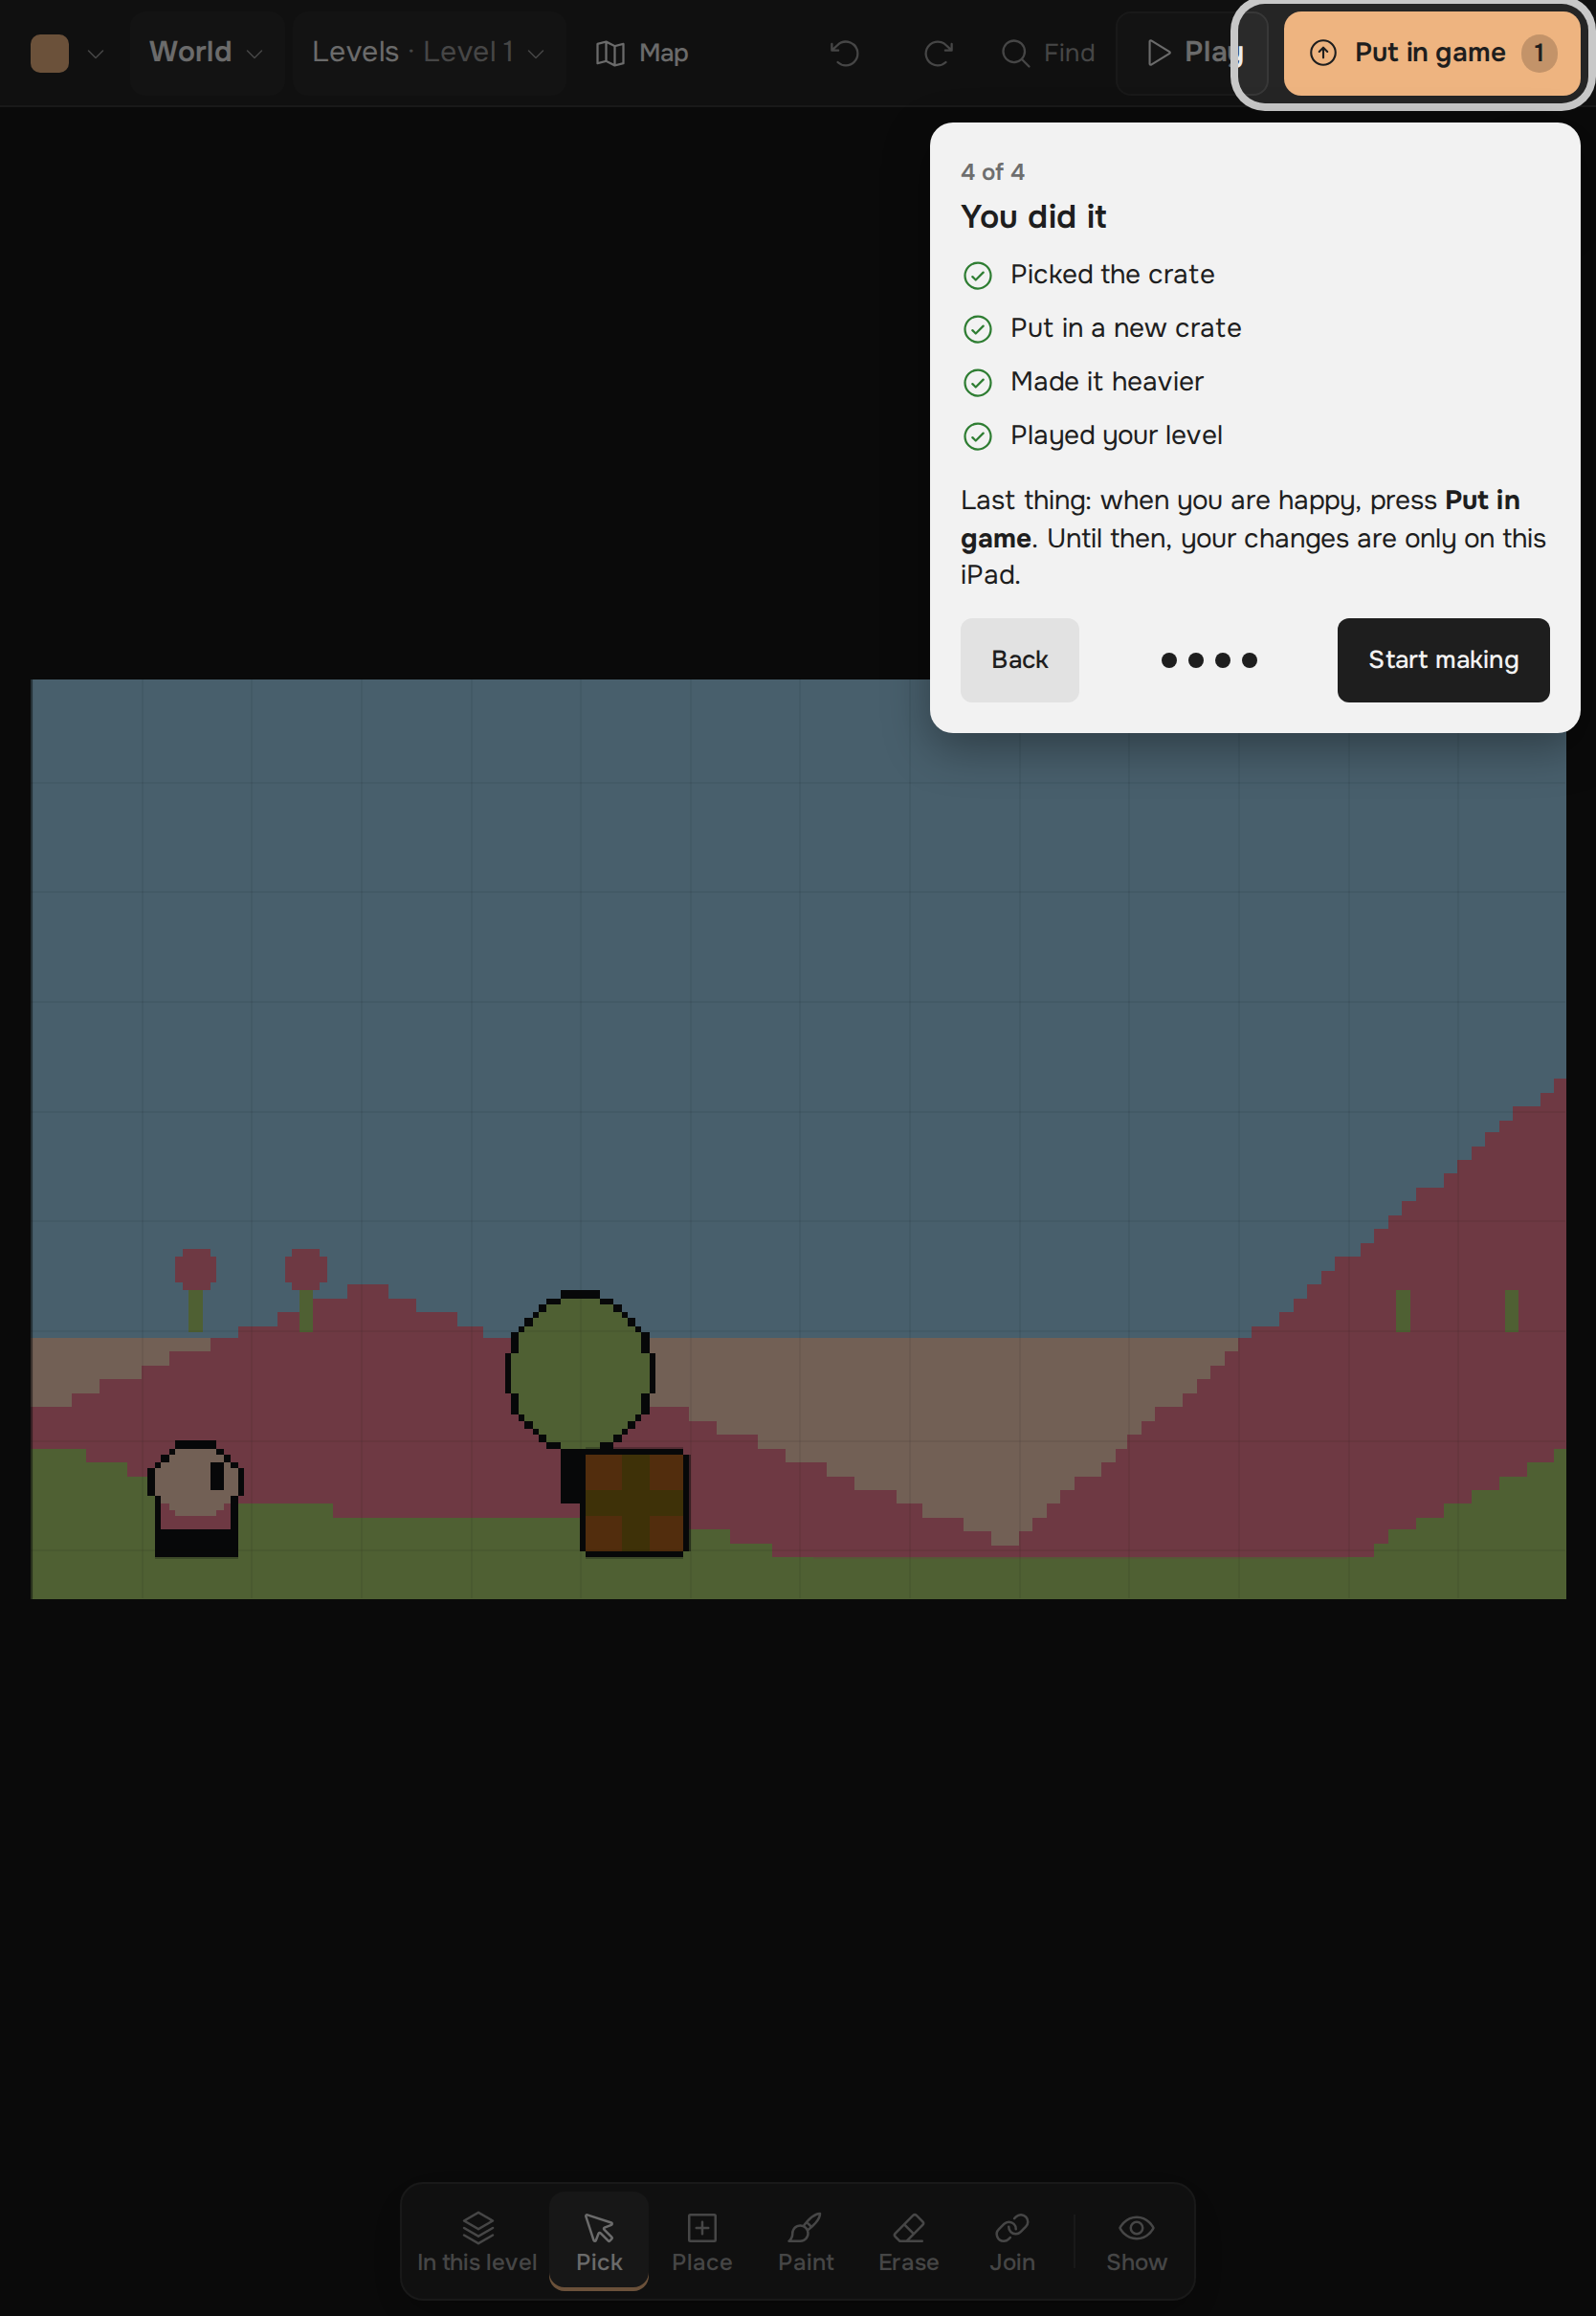 World
Levels · Level 1
Map
Find
Play
Put in game 1
4 of 4
You did it
Picked the crate
Put in a new crate
Made it heavier
Played your level
Last thing: when you are happy, press Put in
game. Until then, your changes are only on this
iPad.
Back
Start making
In this level
Pick
Place
Paint
Erase
Join
Show